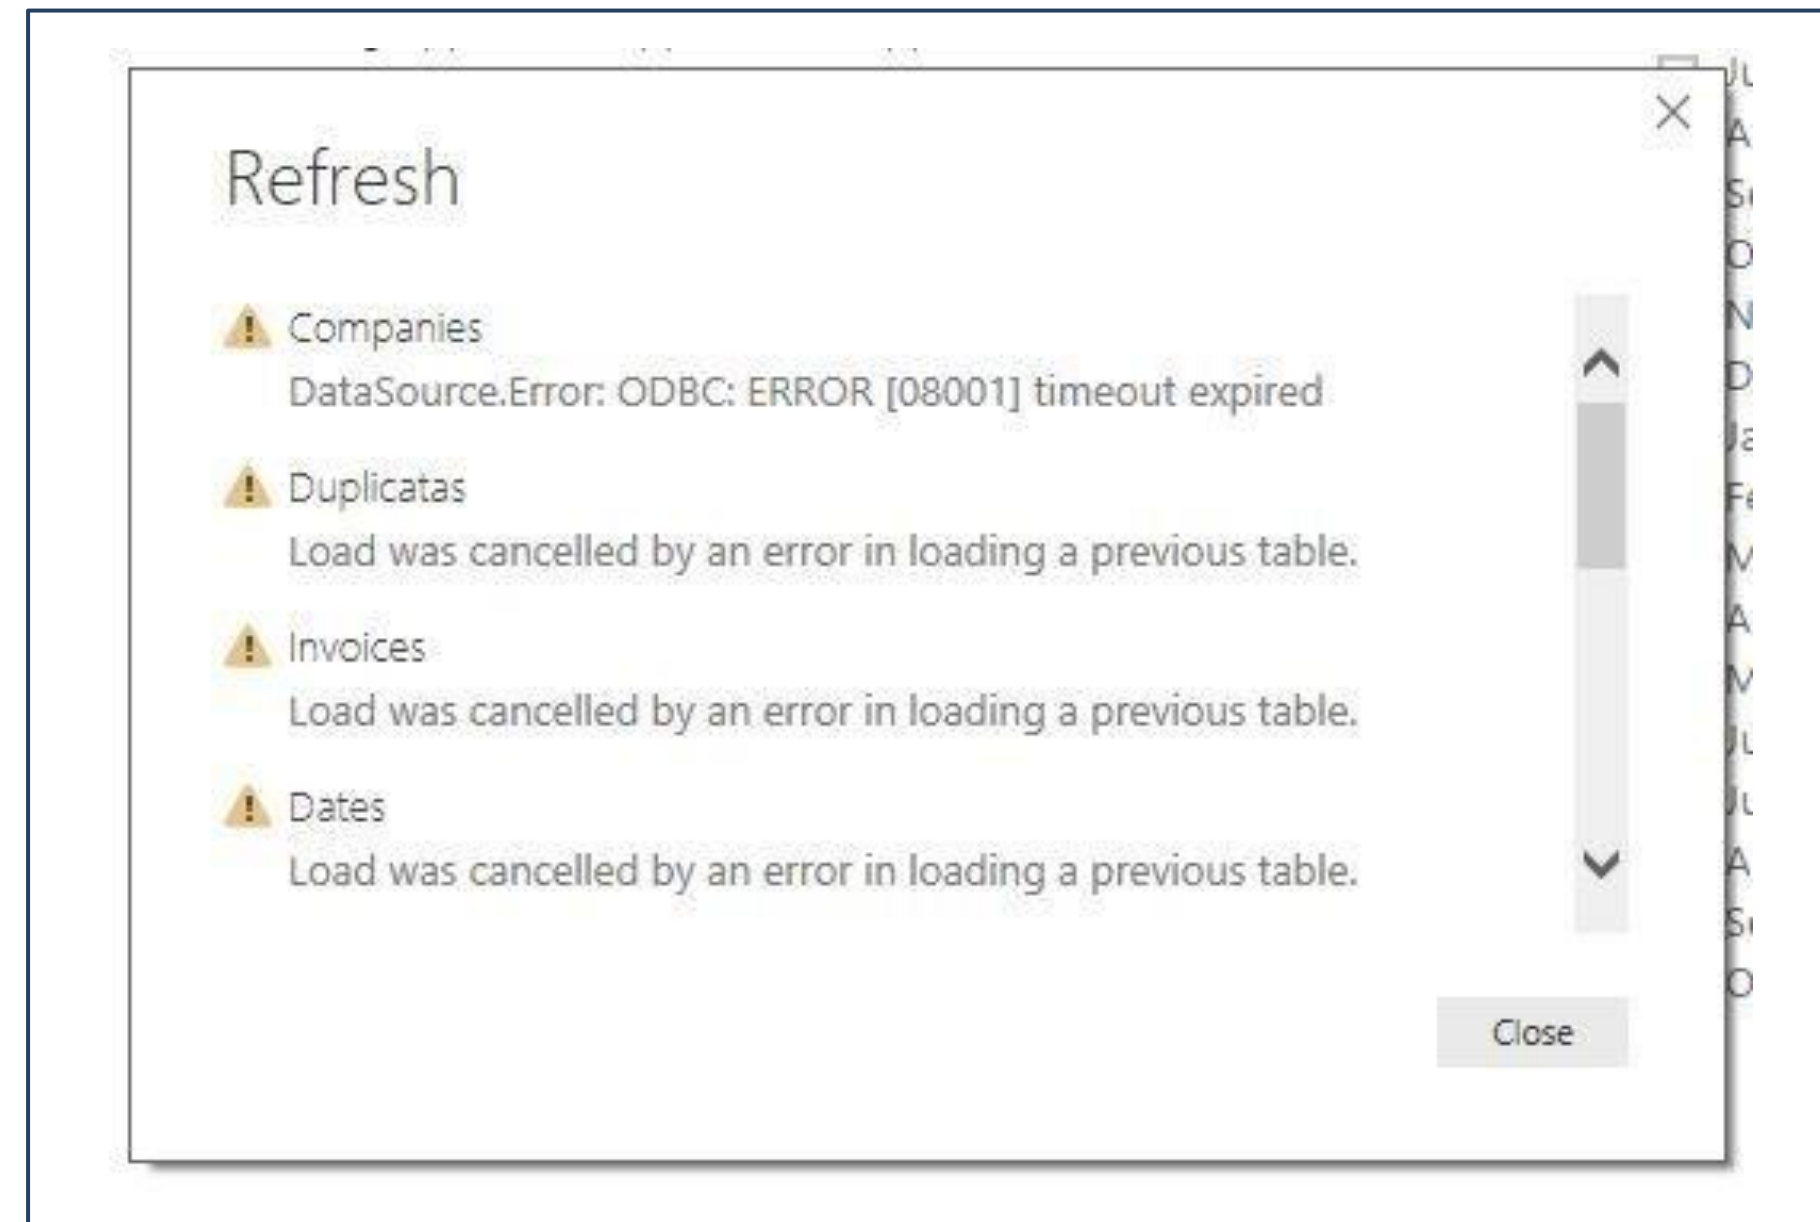 Refresh
Companies
DataSource.Error: ODBC: ERROR [08001] timeout expired
Duplicatas
Load was cancelled by an error in loading a previous table.
Invoices
Load was cancelled by an error in loading a previous table.
Dates
Load was cancelled by an error in loading a previous table.
Close